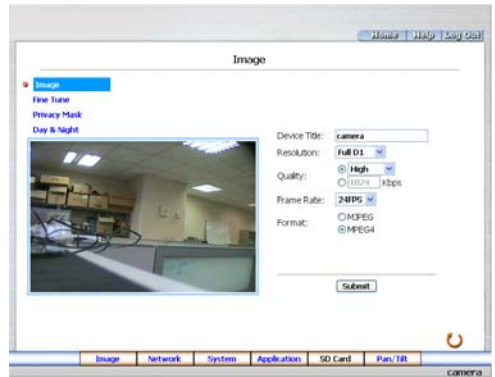 Home | Help | Log Out
Image
Image
Fine Tune
Privacy Mask
Day & Night
Device Title: camera
Resolution: Full D1
Quality: High
1024 Kbps
Frame Rate: 24FPS
Format: MJPEG
MPEG4
Submit
Image Network System Application SD Card Pan/Tilt
camera